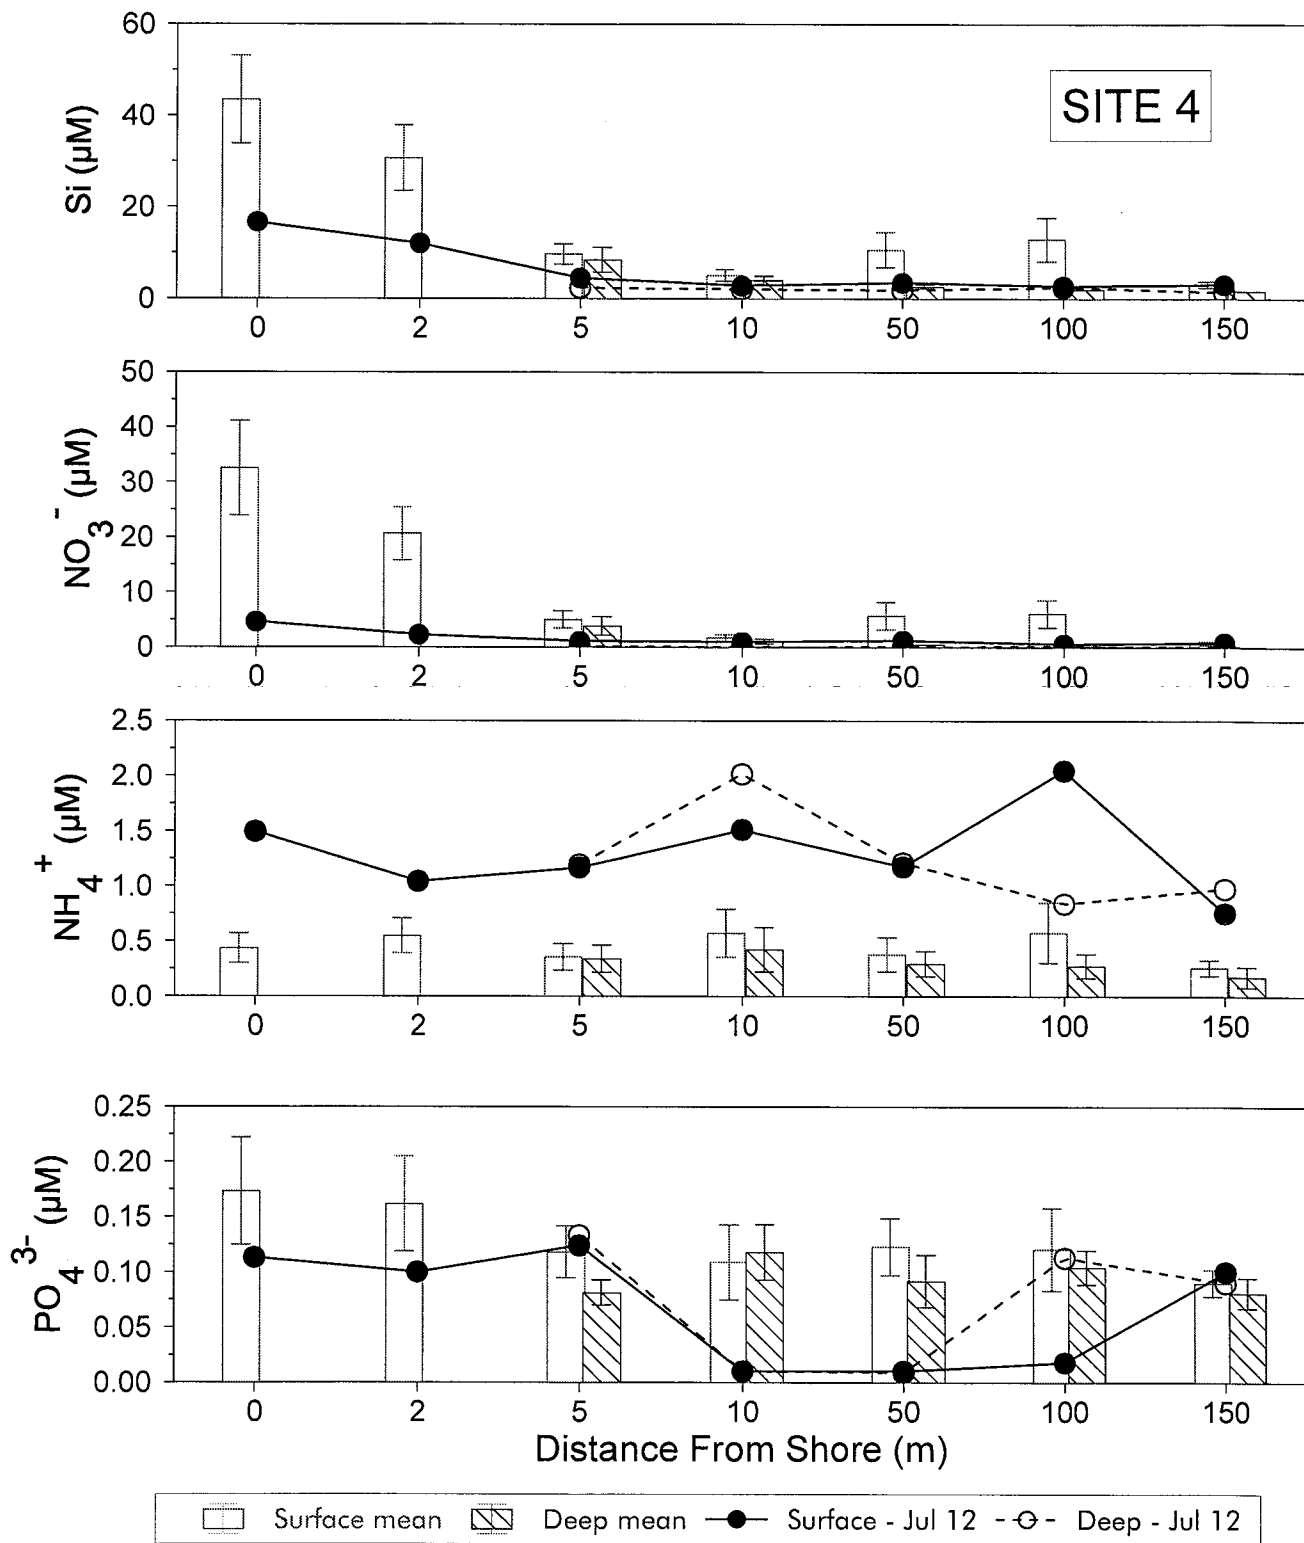 SITE 4
Si (µM)
60
40
20
0
0 2 5 10 50 100 150
NO3- (µM)
50
40
30
20
10
0
0 2 5 10 50 100 150
NH4+ (µM)
2.5
2.0
1.5
1.0
0.5
0.0
0 2 5 10 50 100 150
PO43- (µM)
0.25
0.20
0.15
0.10
0.05
0.00
0 2 5 10 50 100 150
Distance From Shore (m)
Surface mean Deep mean Surface - Jul 12 Deep - Jul 12